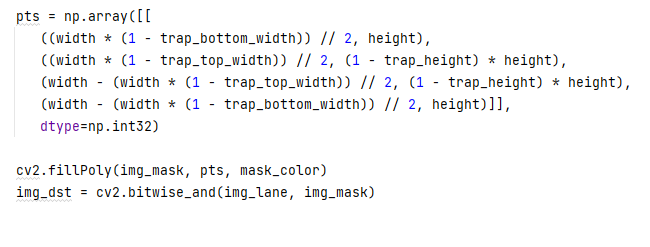 pts = np.array([[
((width * (1 - trap_bottom_width)) // 2, height),
((width * (1 - trap_top_width)) // 2, (1 - trap_height) * height),
(width - (width * (1 - trap_top_width)) // 2, (1 - trap_height) * height),
(width - (width * (1 - trap_bottom_width)) // 2, height)]],
dtype=np.int32)
cv2.fillPoly(img_mask, pts, mask_color)
img_dst = cv2.bitwise_and(img_lane, img_mask)